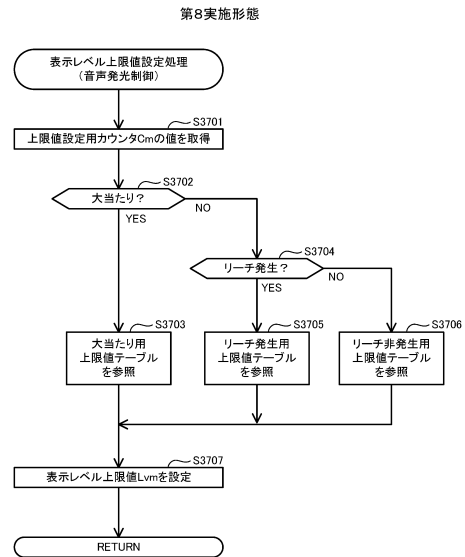 第8実施形態
表示レベル上限値設定処理
(音声発光制御)
S3701
上限値設定用カウンタCmの値を取得
S3702
大当たり？
NO
YES
S3704
リーチ発生？
NO
YES
S3703
大当たり用
上限値テーブル
を参照
S3705
リーチ発生用
上限値テーブル
を参照
S3706
リーチ非発生用
上限値テーブル
を参照
S3707
表示レベル上限値Lvmを設定
RETURN